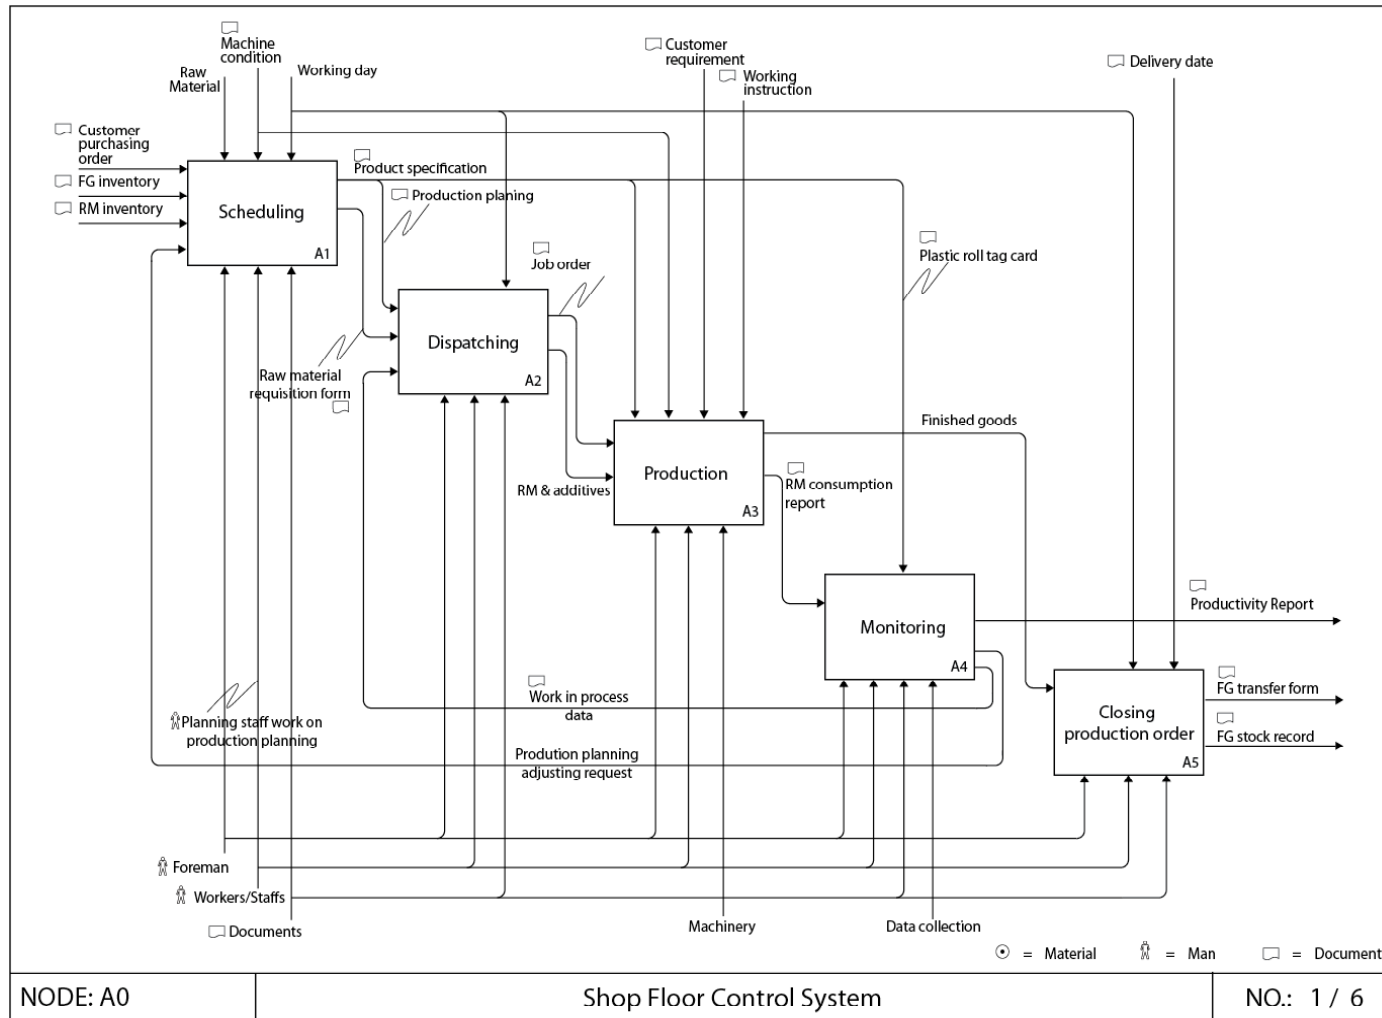 Machine
condition
Raw
Material
Working day
Customer
requirement
Working
instruction
Delivery date
Customer
purchasing
order
FG inventory
RM inventory
Scheduling
A1
Product specification
Production planing
Job order
Plastic roll tag card
Dispatching
A2
Raw material
requisition form
Finished goods
Production
A3
RM & additives
RM consumption
report
Monitoring
A4
Productivity Report
Work in process
data
Planning staff work on
production planning
Prodution planning
adjusting request
Closing
production order
A5
FG transfer form
FG stock record
Foreman
Workers/Staffs
Documents
Machinery
Data collection
= Material
= Man
= Document
NODE: A0
Shop Floor Control System
NO.: 1 / 6